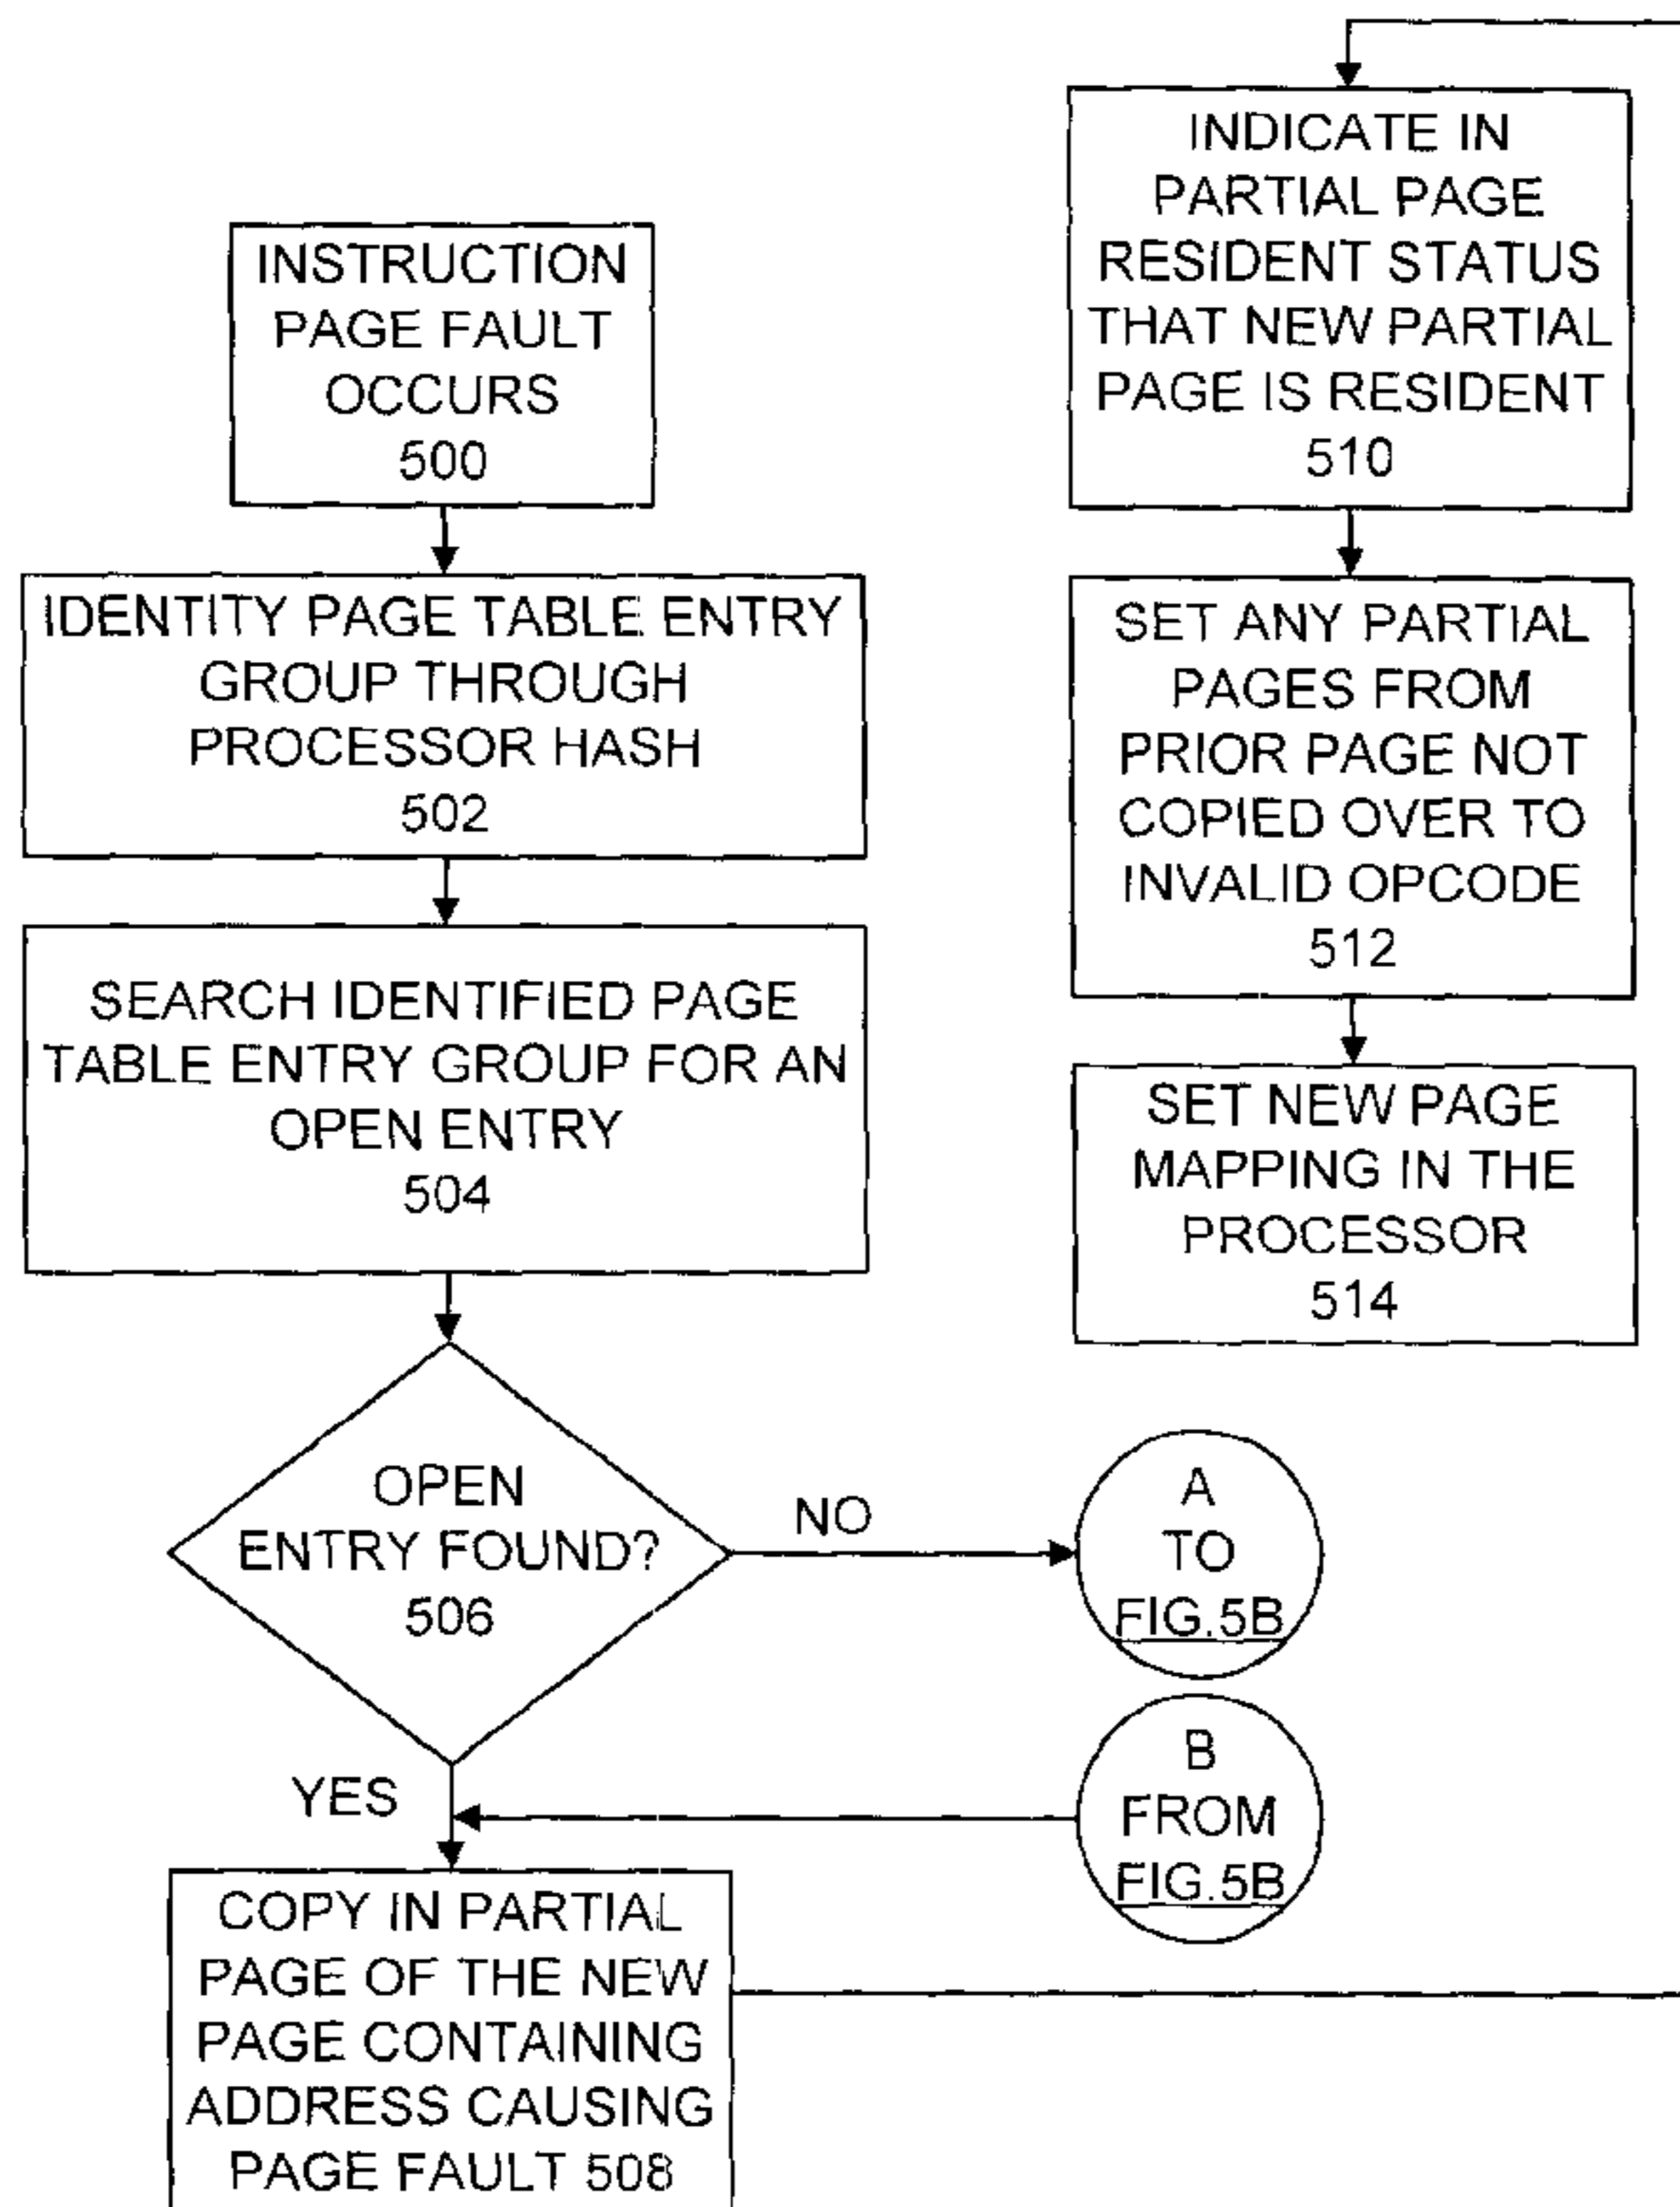 INSTRUCTION
PAGE FAULT
OCCURS
500
IDENTITY PAGE TABLE ENTRY
GROUP THROUGH
PROCESSOR HASH
502
SEARCH IDENTIFIED PAGE
TABLE ENTRY GROUP FOR AN
OPEN ENTRY
504
OPEN
ENTRY FOUND?
506
NO
A
TO
FIG.5B
YES
B
FROM
FIG.5B
COPY IN PARTIAL
PAGE OF THE NEW
PAGE CONTAINING
ADDRESS CAUSING
PAGE FAULT 508
INDICATE IN
PARTIAL PAGE
RESIDENT STATUS
THAT NEW PARTIAL
PAGE IS RESIDENT
510
SET ANY PARTIAL
PAGES FROM
PRIOR PAGE NOT
COPIED OVER TO
INVALID OPCODE
512
SET NEW PAGE
MAPPING IN THE
PROCESSOR
514